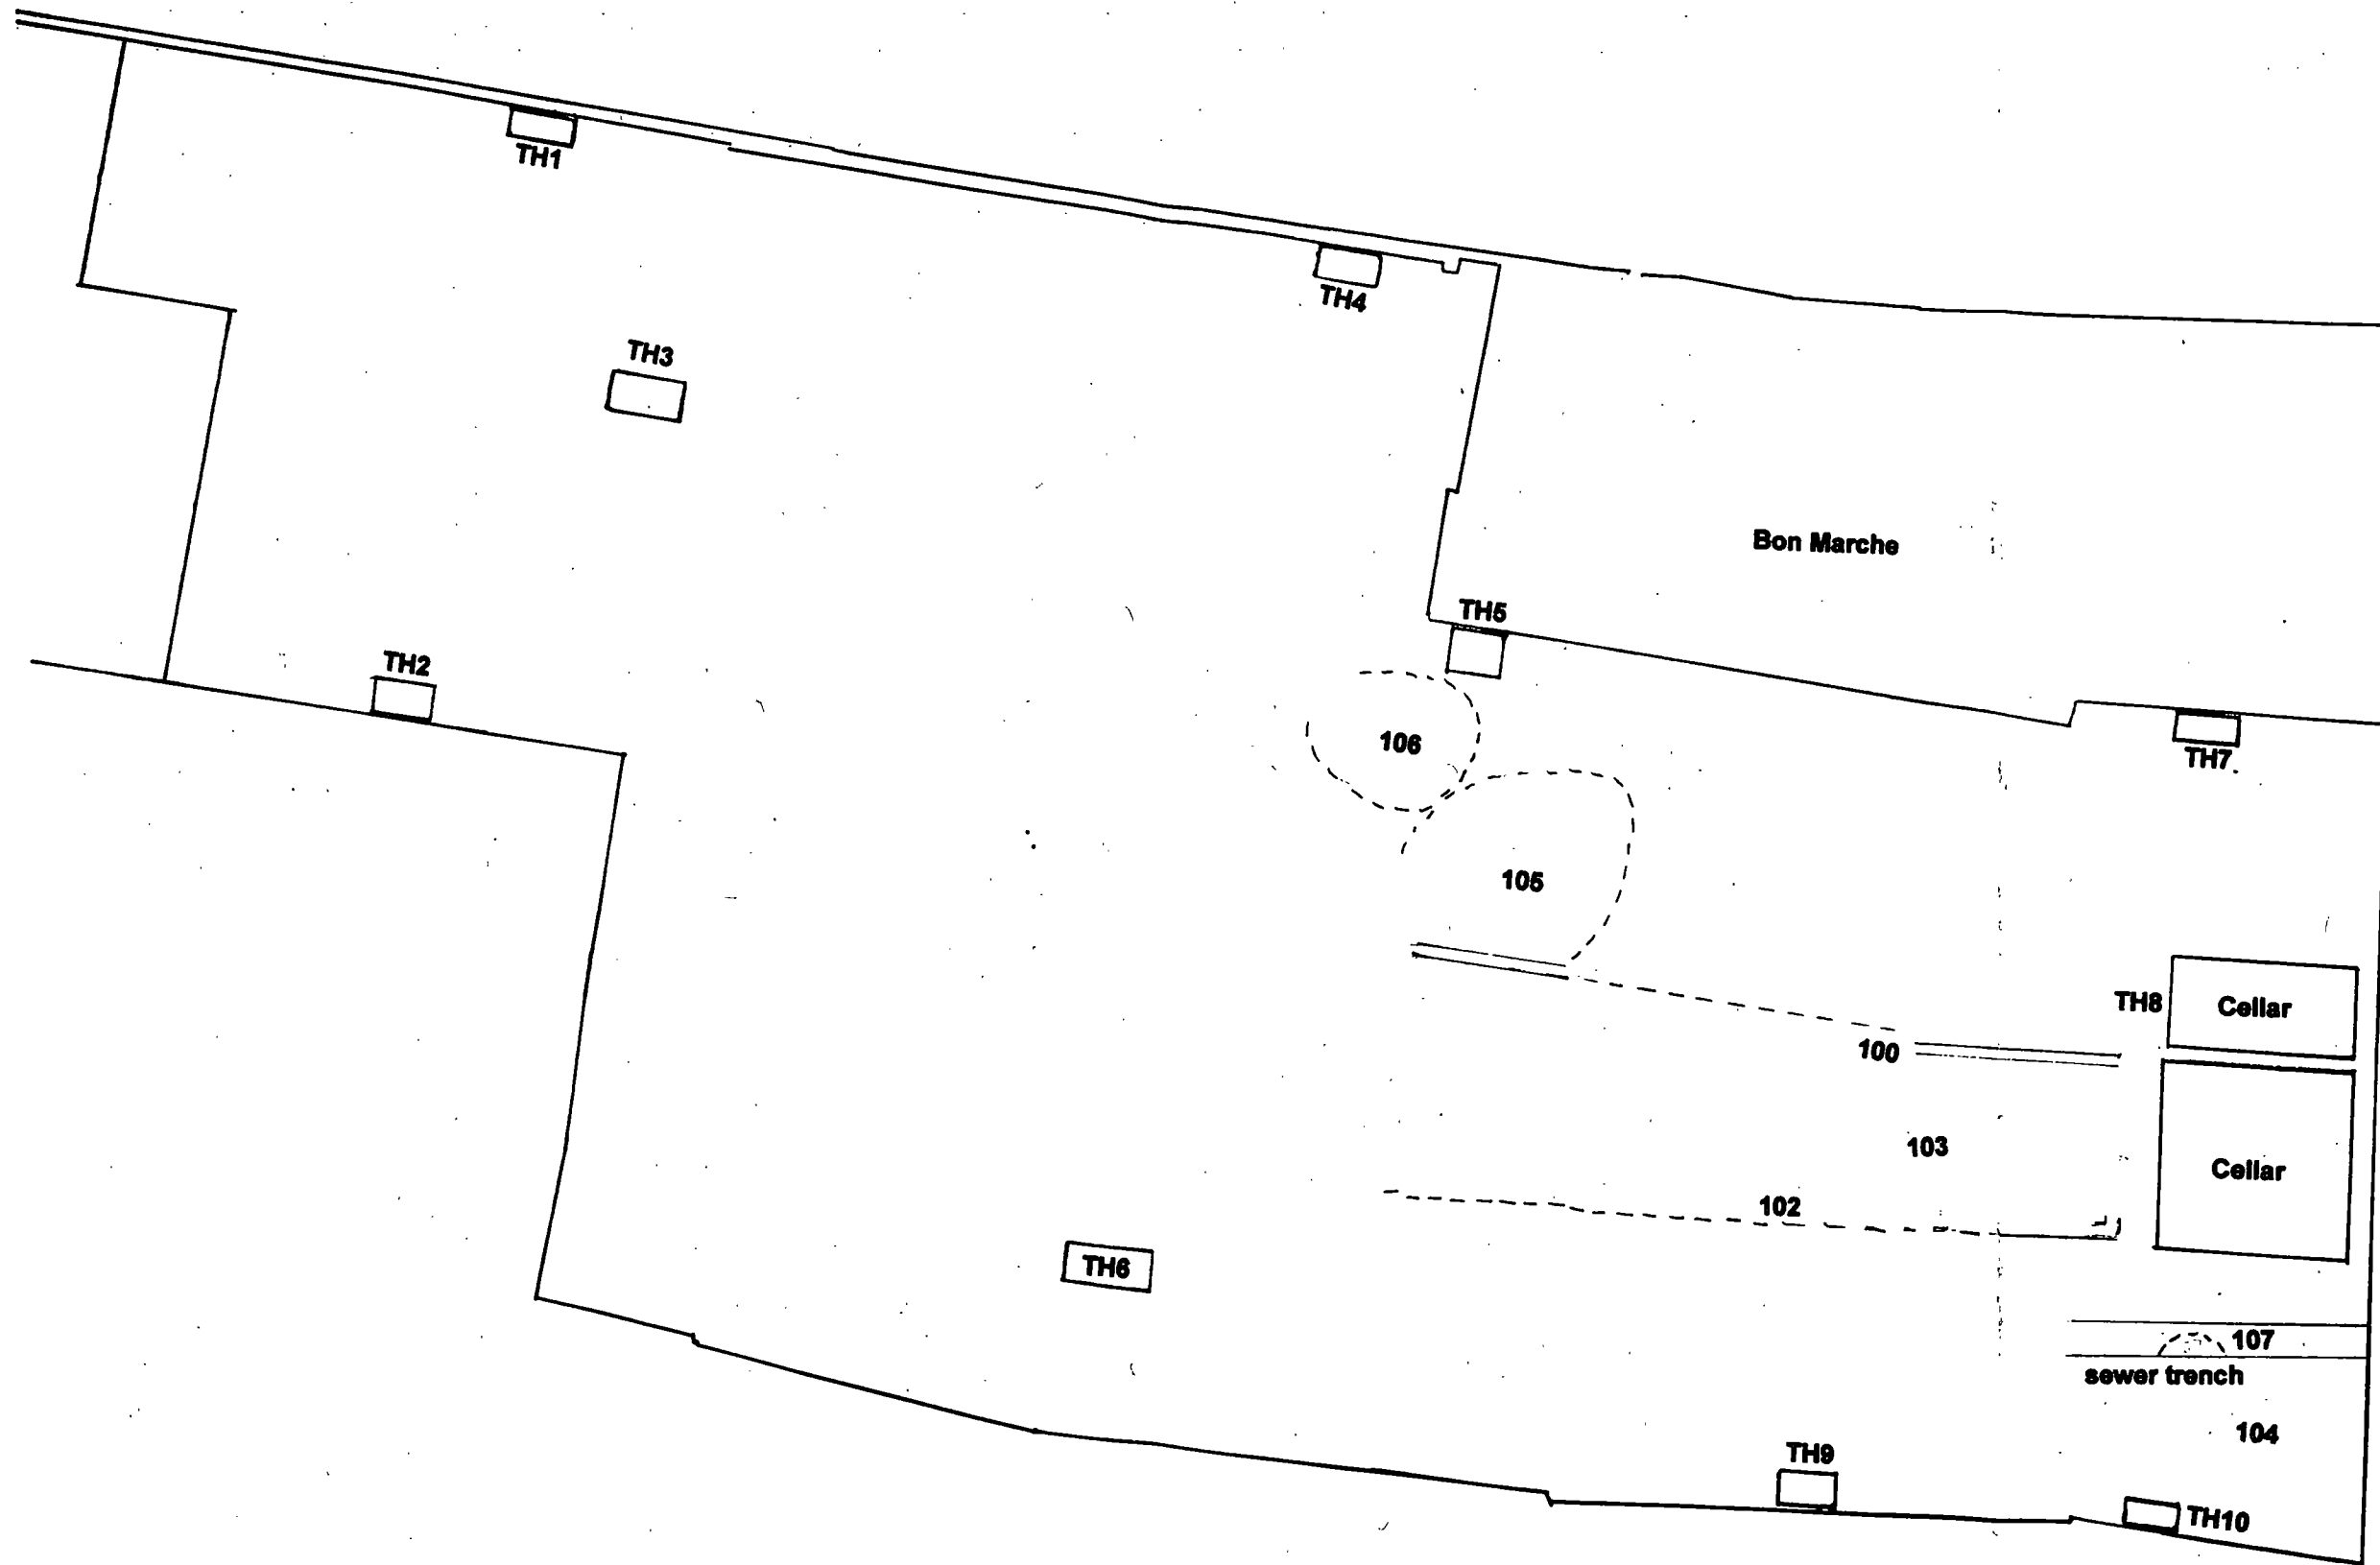 TH1
TH4
TH3
Bon Marche
TH5
TH2
106
TH7
105
TH8
Cellar
100
103
Cellar
102
TH6
107
sewer trench
104
TH9
TH10